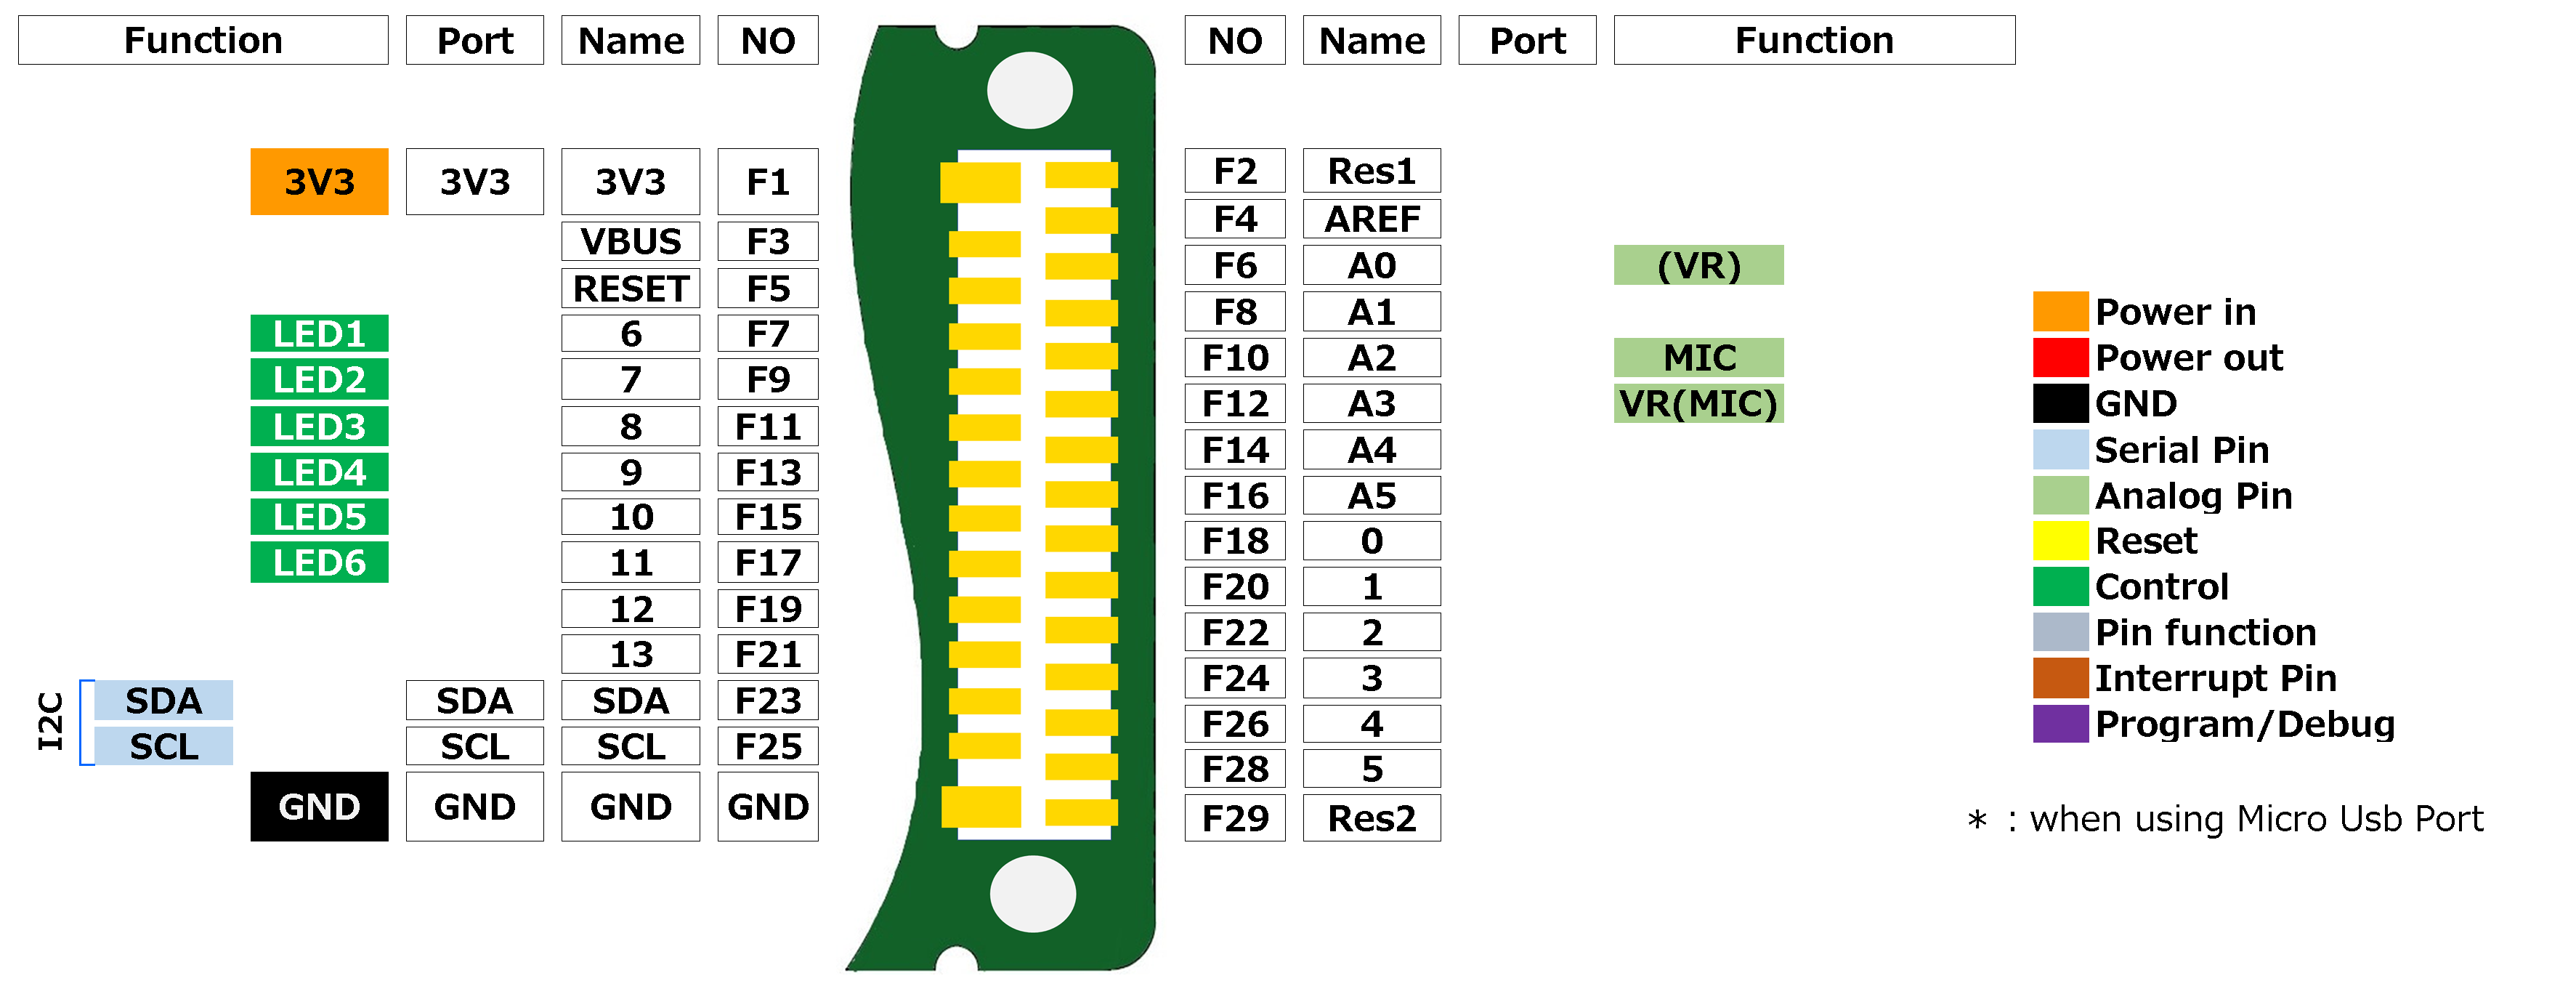 Function Port Name NO NO Name Port Function
3V3 3V3 3V3 F1 F2 Res1
VBUS F3 F4 AREF
RESET F5 F6 A0 (VR)
LED1 6 F7 F8 A1
LED2 7 F9 F10 A2 MIC
LED3 8 F11 F12 A3 VR(MIC)
LED4 9 F13 F14 A4
LED5 10 F15 F16 A5
LED6 11 F17 F18 0
12 F19 F20 1
13 F21 F22 2
I2C
SDA SDA SDA F23 F24 3
SCL SCL SCL F25 F26 4
F28 5
GND GND GND GND F29 Res2
Power in
Power out
GND
Serial Pin
Analog Pin
Reset
Control
Pin function
Interrupt Pin
Program/Debug
* : when using Micro Usb Port